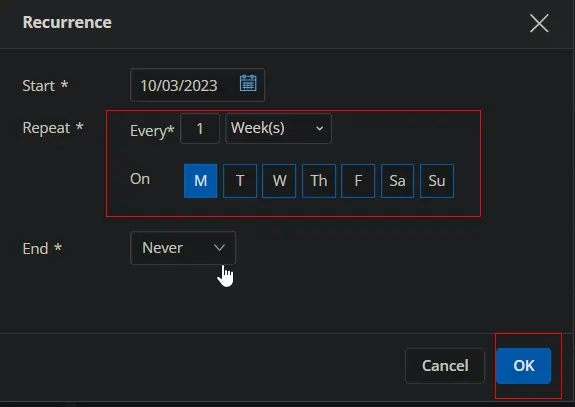 Recurrence
Start * 10/03/2023
Repeat * Every* 1 Week(s)
On M T W Th F Sa Su
End * Never
Cancel OK